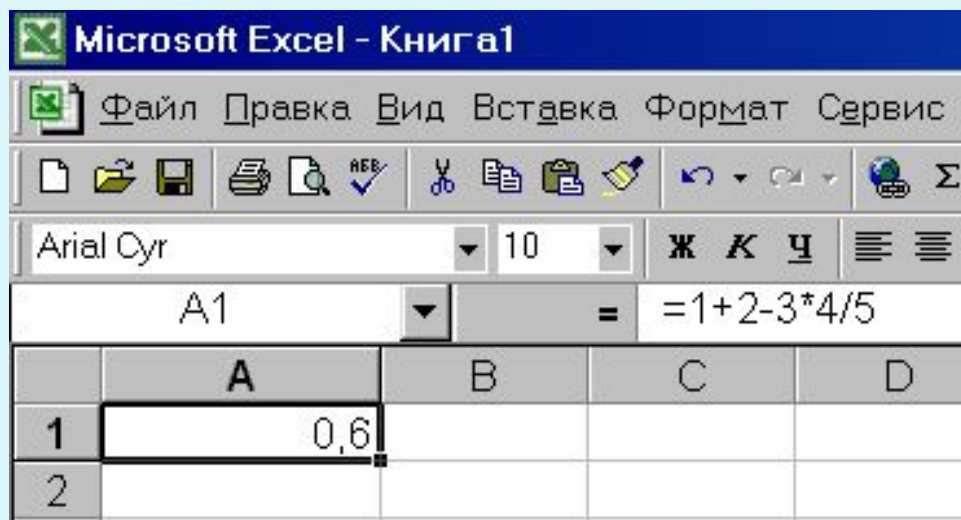 Microsoft Excel - Книга1
Файл Правка Вид Вставка Формат Сервис
АБВ Σ
Arial Cyr 10 Ж К Ч
A1 = =1+2-3*4/5
A B C D
1 0,6
2